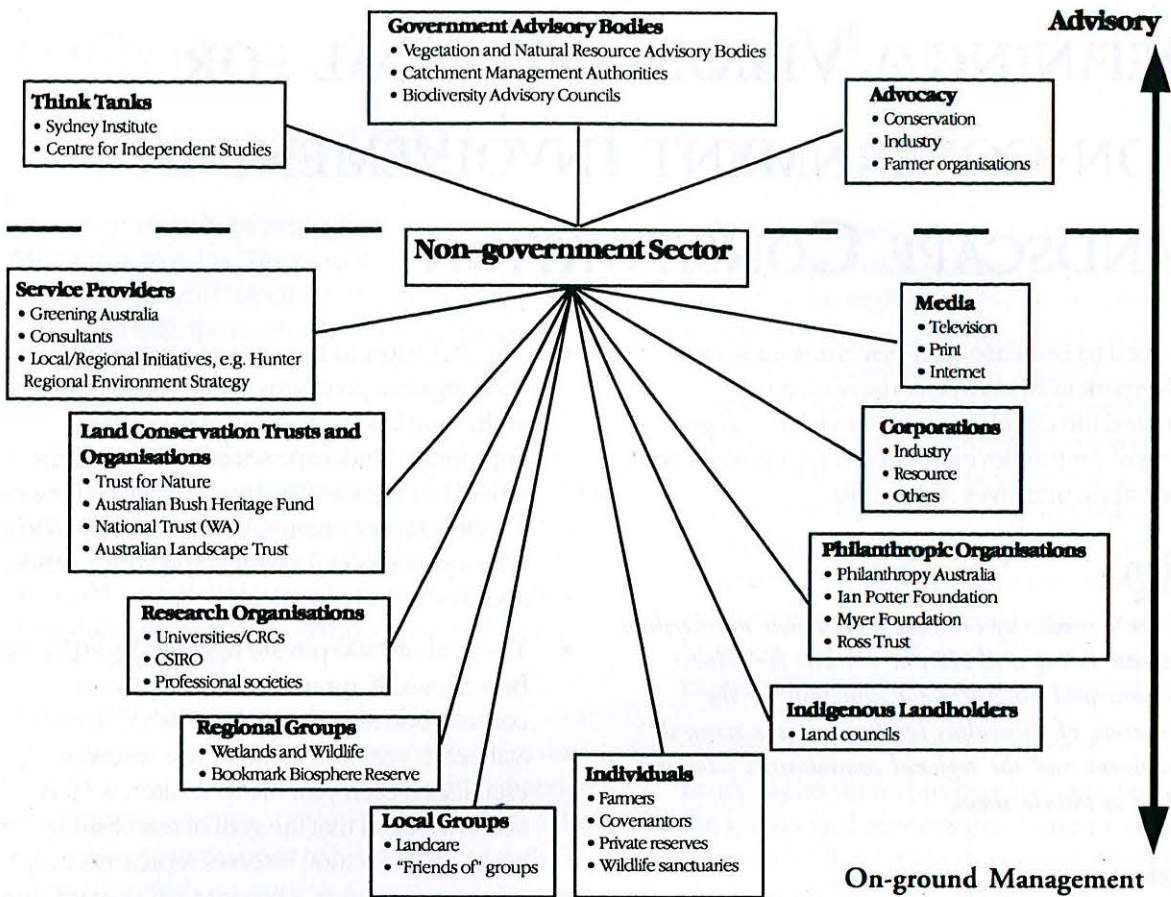 Advisory
Government Advisory Bodies
• Vegetation and Natural Resource Advisory Bodies
• Catchment Management Authorities
• Biodiversity Advisory Councils
Think Tanks
• Sydney Institute
• Centre for Independent Studies
Advocacy
• Conservation
• Industry
• Farmer organisations
Non-government Sector
Service Providers
• Greening Australia
• Consultants
• Local/Regional Initiatives, e.g. Hunter
Regional Environment Strategy
Media
• Television
• Print
• Internet
Land Conservation Trusts and
Organisations
• Trust for Nature
• Australian Bush Heritage Fund
• National Trust (WA)
• Australian Landscape Trust
Corporations
• Industry
• Resource
• Others
Philanthropic Organisations
• Philanthropy Australia
• Ian Potter Foundation
• Myer Foundation
• Ross Trust
Research Organisations
• Universities/CRCs
• CSIRO
• Professional societies
Indigenous Landholders
• Land councils
Regional Groups
• Wetlands and Wildlife
• Bookmark Biosphere Reserve
Individuals
• Farmers
• Covenantors
• Private reserves
• Wildlife sanctuaries
Local Groups
• Landcare
• "Friends of" groups
On-ground Management